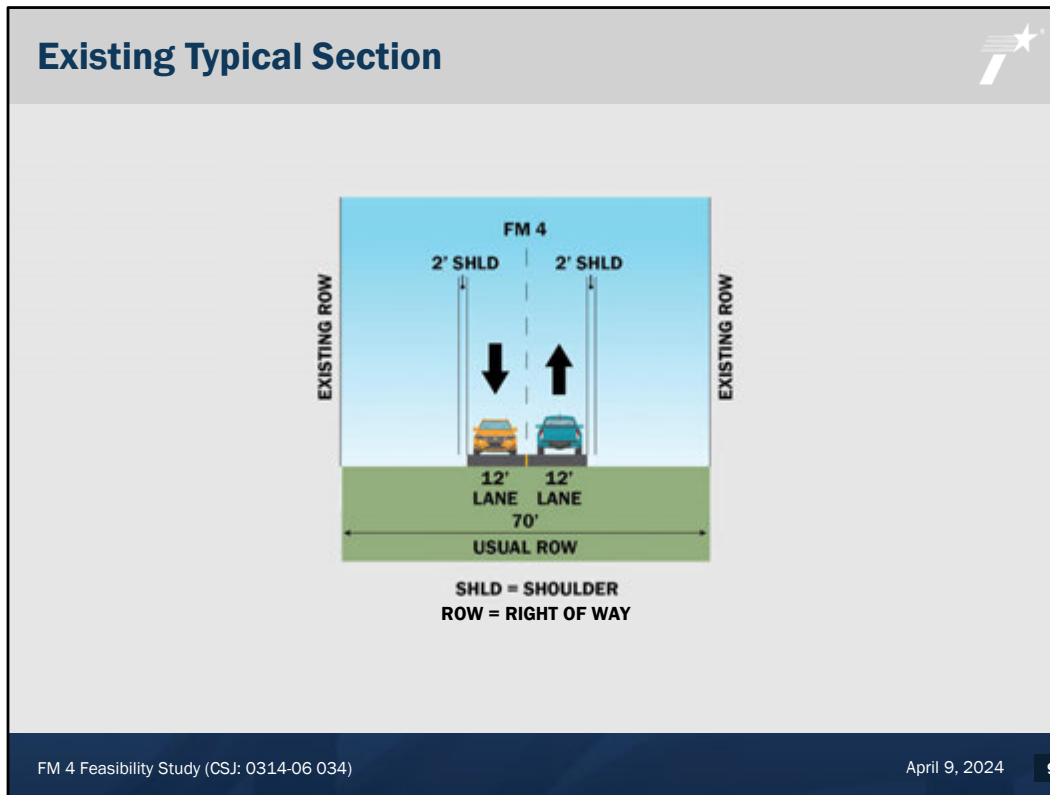 Existing Typical Section
FM 4
2' SHLD 2' SHLD
EXISTING ROW
EXISTING ROW
12' 12'
LANE LANE
70'
USUAL ROW
SHLD = SHOULDER
ROW = RIGHT OF WAY
FM 4 Feasibility Study (CSJ: 0314-06 034)
April 9, 2024
9